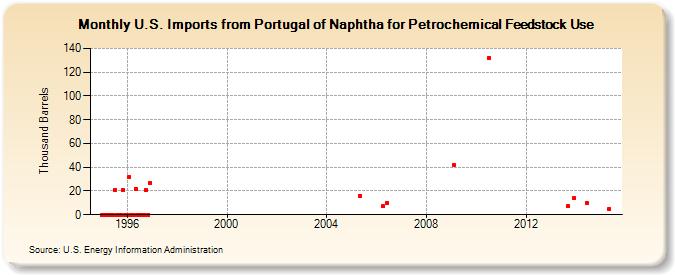 Monthly U.S. Imports from Portugal of Naphtha for Petrochemical Feedstock Use
Thousand Barrels
140
120
100
80
60
40
20
0
1996 2000 2004 2008 2012
Source: U.S. Energy Information Administration